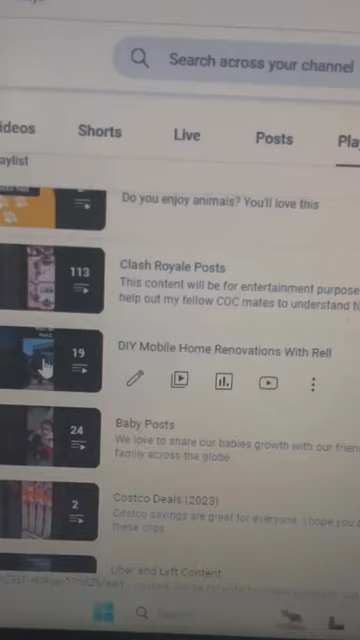 Search across your channel
ideos Shorts Live Posts Pla
aylist
Do you enjoy animals? You'll love this
113
Clash Royale Posts
This content will be for entertainment purpose
help out my fellow COC mates to understand
19
DIY Mobile Home Renovations With Rell
24
Baby Posts
We love to share our babies growth with our frien
family across the globe
2
Costco Deals (2023)
Costco savings are great for everyone. I hope you
these clips
Uber and Lyft Content
Search